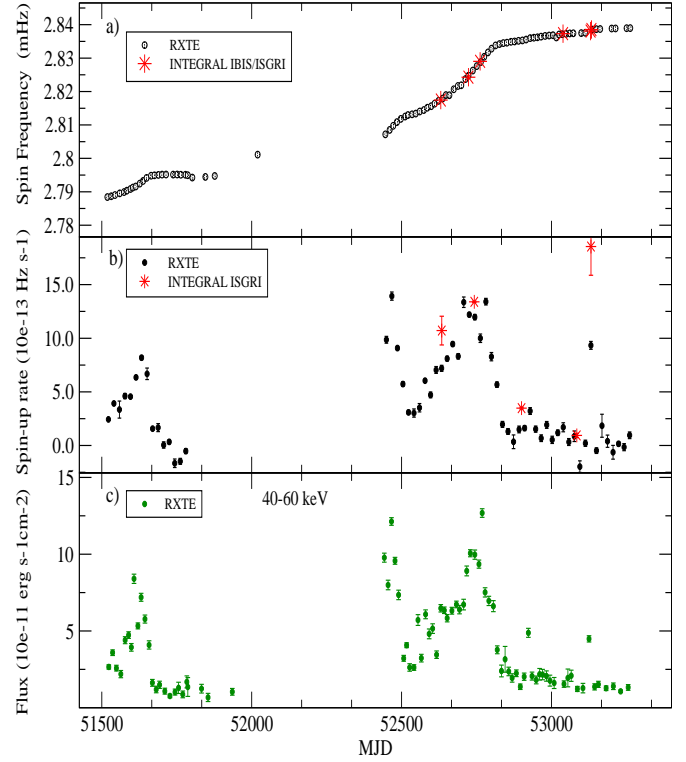 a)
RXTE
INTEGRAL IBIS/ISGRI
Spin Frequency (mHz)
2.84
2.83
2.82
2.81
2.8
2.79
2.78
b)
RXTE
INTEGRAL ISGRI
Spin-up rate (10e-13 Hz s-1)
15.0
10.0
5.0
0.0
c)
RXTE
40-60 keV
Flux (10e-11 erg s-1cm-2)
15
10
5
51500 52000 52500 53000
MJD